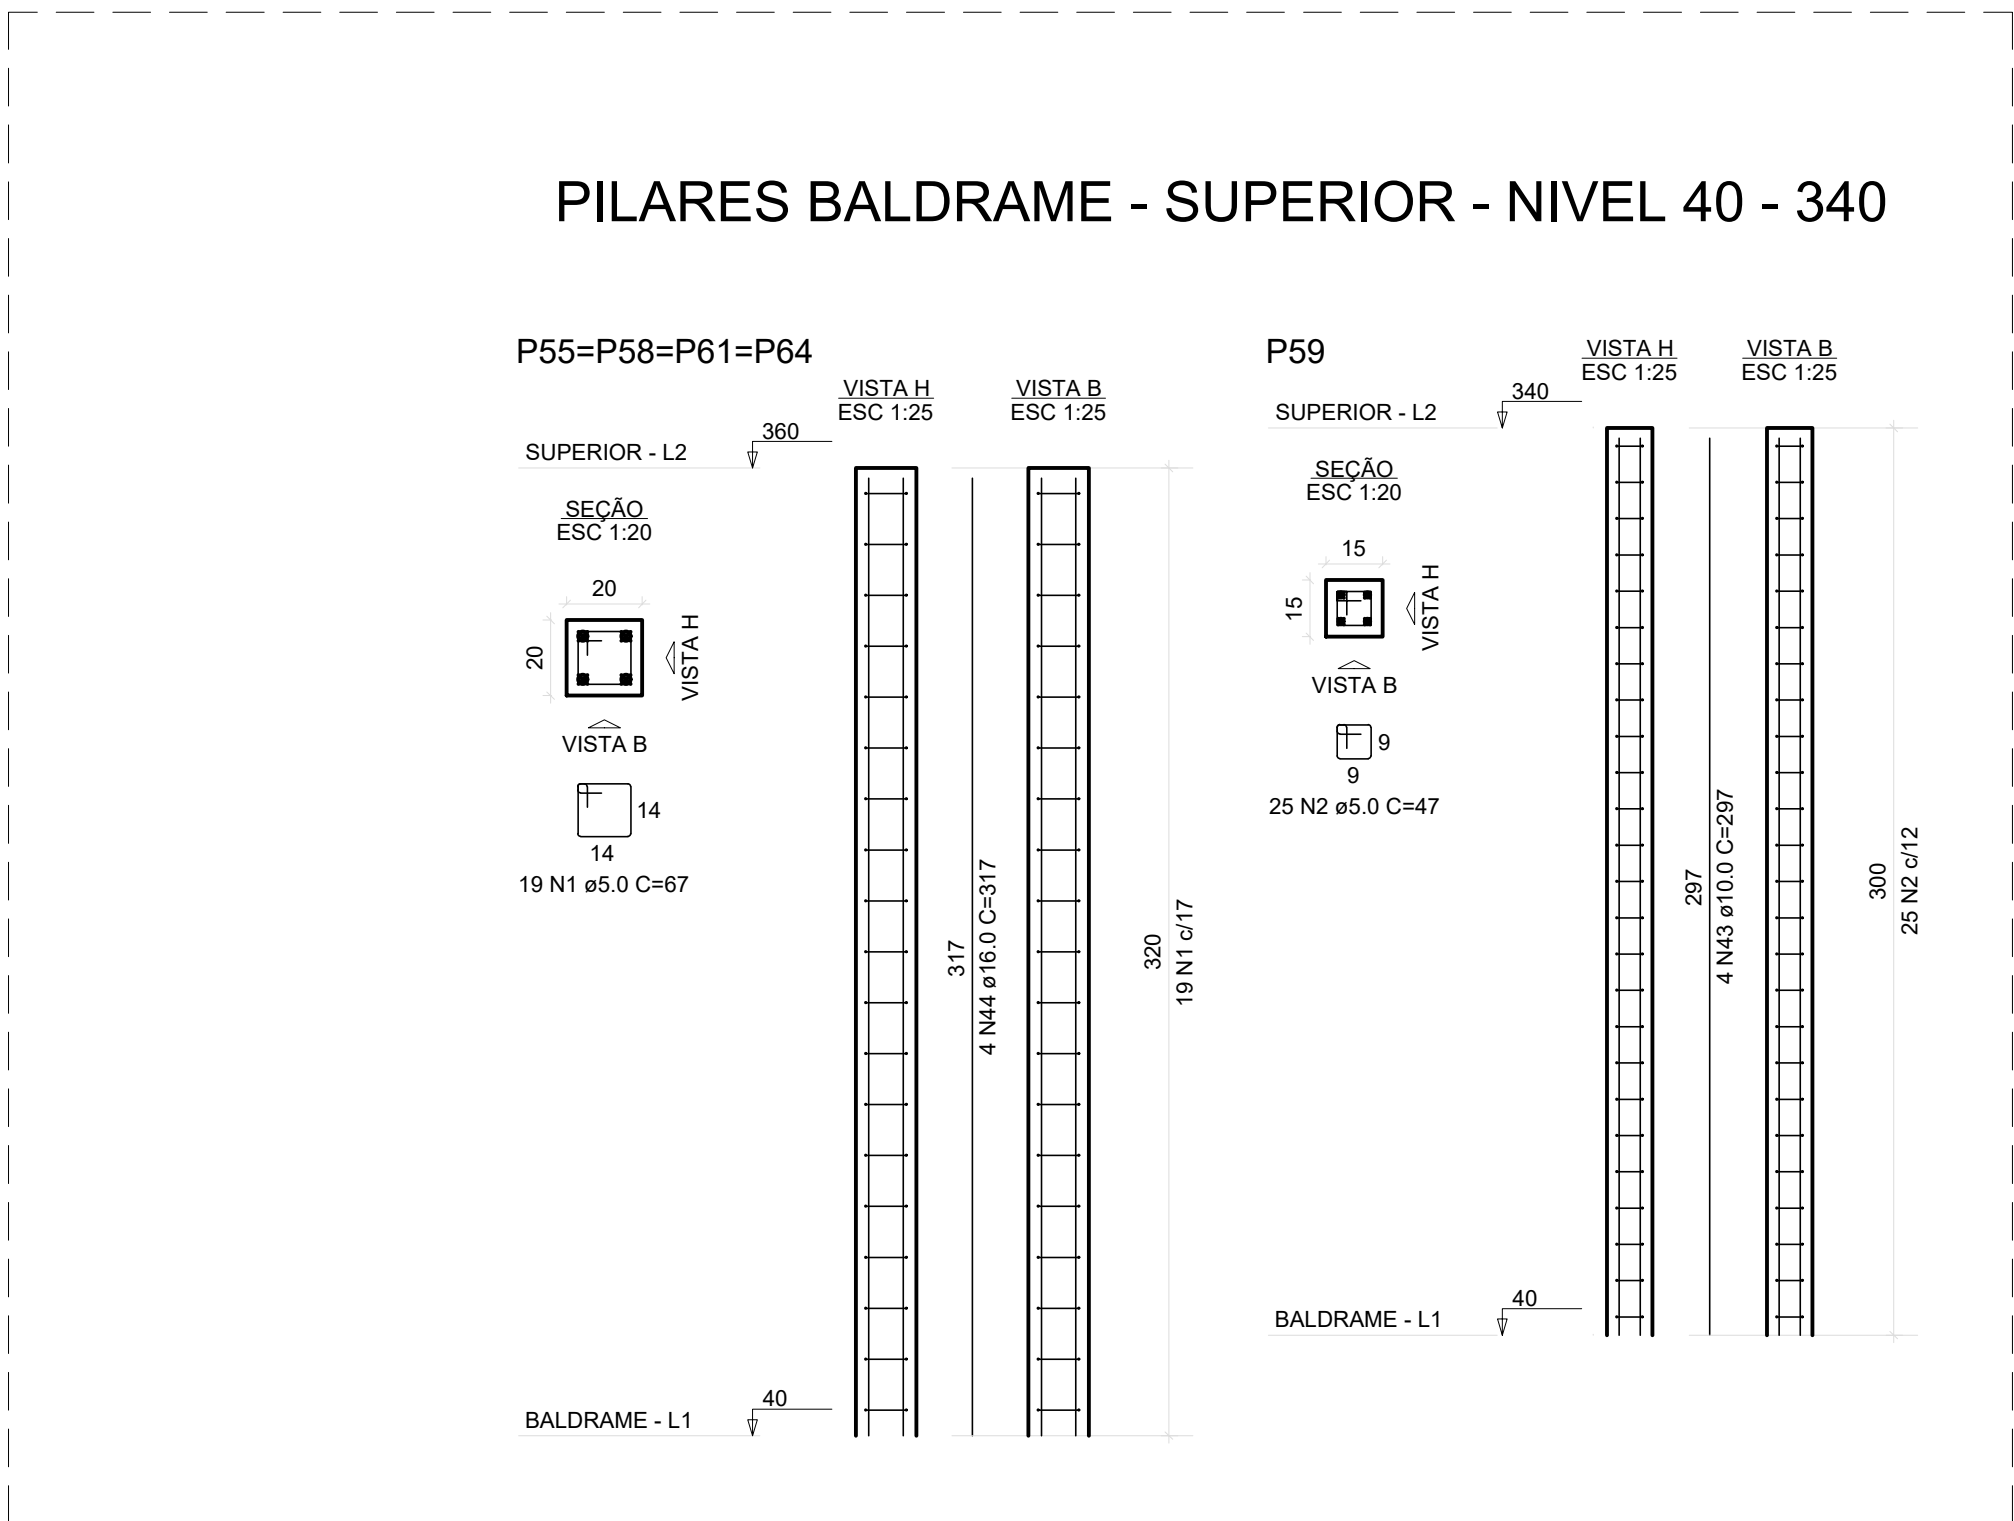 PILARES BALDRAME - SUPERIOR - NIVEL 40 - 340
P55=P58=P61=P64
VISTA H
ESC 1:25
VISTA B
ESC 1:25
SUPERIOR - L2
360
SEÇÃO
ESC 1:20
20
20
VISTA H
VISTA B
14
14
19 N1 ø5.0 C=67
317
4 N44 ø16.0 C=317
320
19 N1 c/17
BALDRAME - L1
40
P59
VISTA H
ESC 1:25
VISTA B
ESC 1:25
SUPERIOR - L2
340
SEÇÃO
ESC 1:20
15
15
VISTA H
VISTA B
9
9
25 N2 ø5.0 C=47
297
4 N43 ø10.0 C=297
300
25 N2 c/12
BALDRAME - L1
40